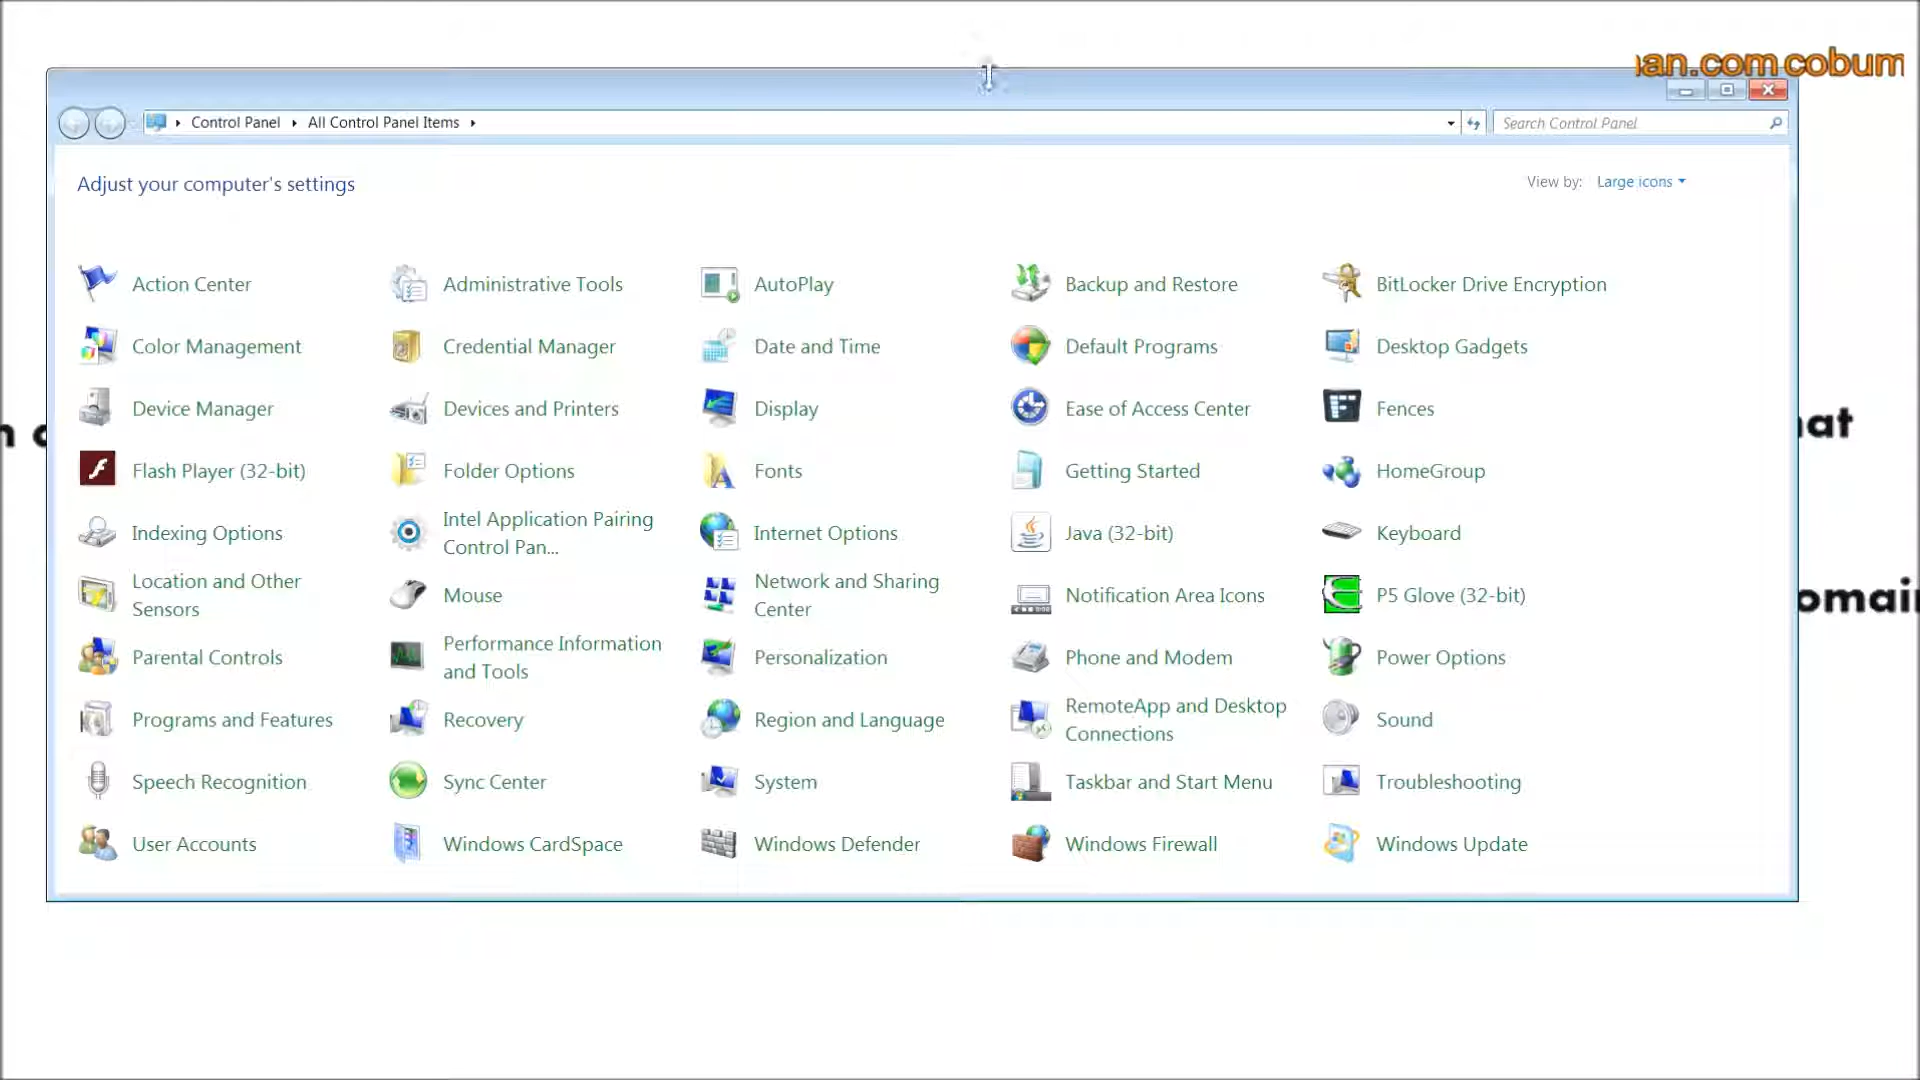 ian.com cobum
Control Panel
All Control Panel Items
Search Control Panel
Adjust your computer's settings
View by: Large icons
Action Center
Administrative Tools
AutoPlay
Backup and Restore
BitLocker Drive Encryption
Color Management
Credential Manager
Date and Time
Default Programs
Desktop Gadgets
Device Manager
Devices and Printers
Display
Ease of Access Center
Fences
Flash Player (32-bit)
Folder Options
Fonts
Getting Started
HomeGroup
Indexing Options
Intel Application Pairing
Control Pan...
Internet Options
Java (32-bit)
Keyboard
Location and Other
Sensors
Mouse
Network and Sharing
Center
Notification Area Icons
P5 Glove (32-bit)
Parental Controls
Performance Information
and Tools
Personalization
Phone and Modem
Power Options
Programs and Features
Recovery
Region and Language
RemoteApp and Desktop
Connections
Sound
Speech Recognition
Sync Center
System
Taskbar and Start Menu
Troubleshooting
User Accounts
Windows CardSpace
Windows Defender
Windows Firewall
Windows Update